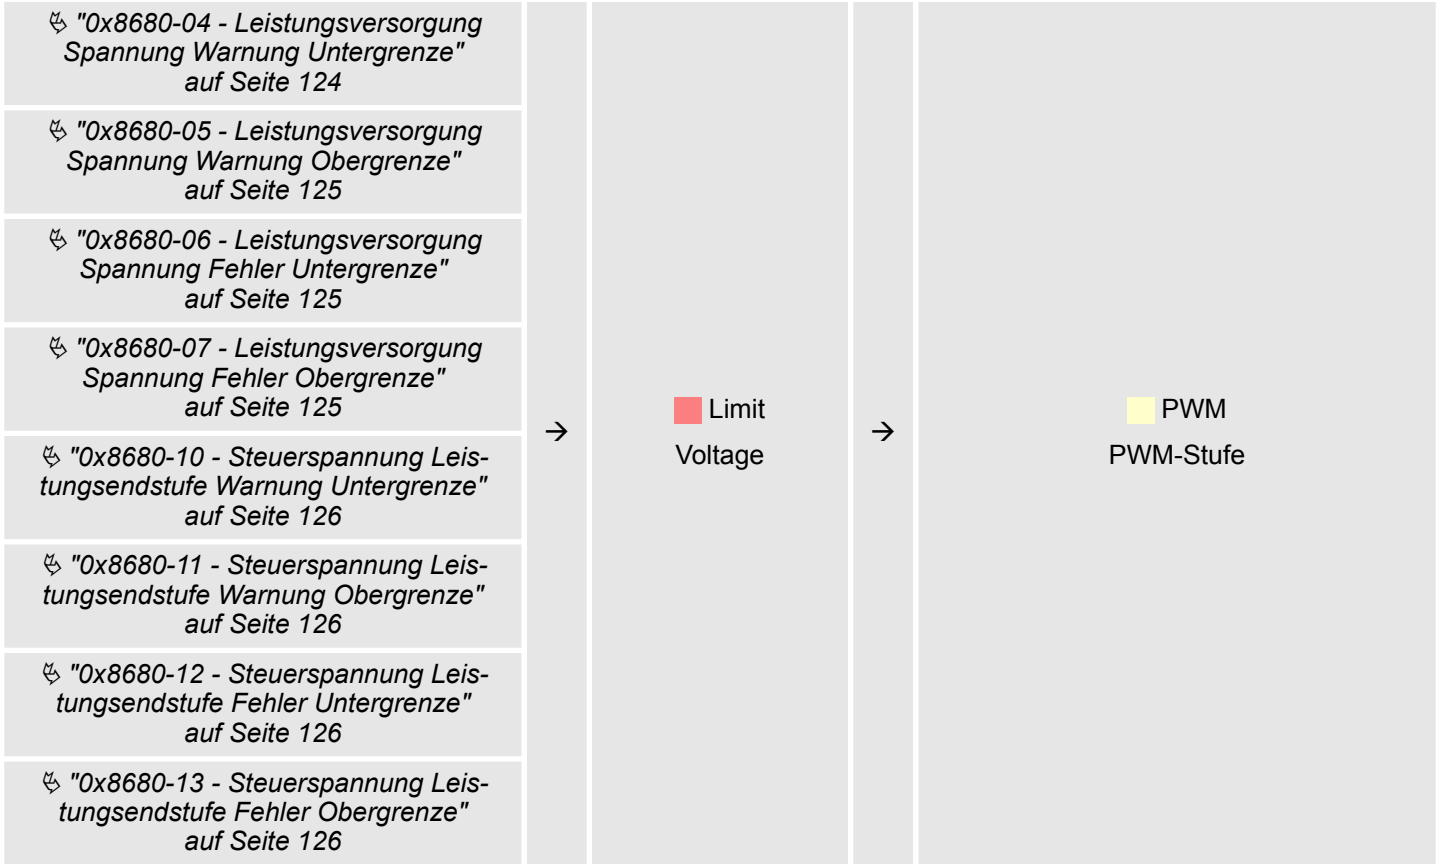 ↳ "0x8680-04 - Leistungsversorgung
Spannung Warnung Untergrenze"
auf Seite 124
↳ "0x8680-05 - Leistungsversorgung
Spannung Warnung Obergrenze"
auf Seite 125
↳ "0x8680-06 - Leistungsversorgung
Spannung Fehler Untergrenze"
auf Seite 125
↳ "0x8680-07 - Leistungsversorgung
Spannung Fehler Obergrenze"
auf Seite 125
↳ "0x8680-10 - Steuerspannung Leis-
tungsendstufe Warnung Untergrenze"
auf Seite 126
↳ "0x8680-11 - Steuerspannung Leis-
tungsendstufe Warnung Obergrenze"
auf Seite 126
↳ "0x8680-12 - Steuerspannung Leis-
tungsendstufe Fehler Untergrenze"
auf Seite 126
↳ "0x8680-13 - Steuerspannung Leis-
tungsendstufe Fehler Obergrenze"
auf Seite 126
→
Limit
Voltage
→
PWM
PWM-Stufe